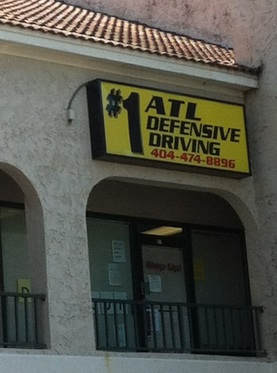 #1 ATL
DEFENSIVE
DRIVING
404-474-8896